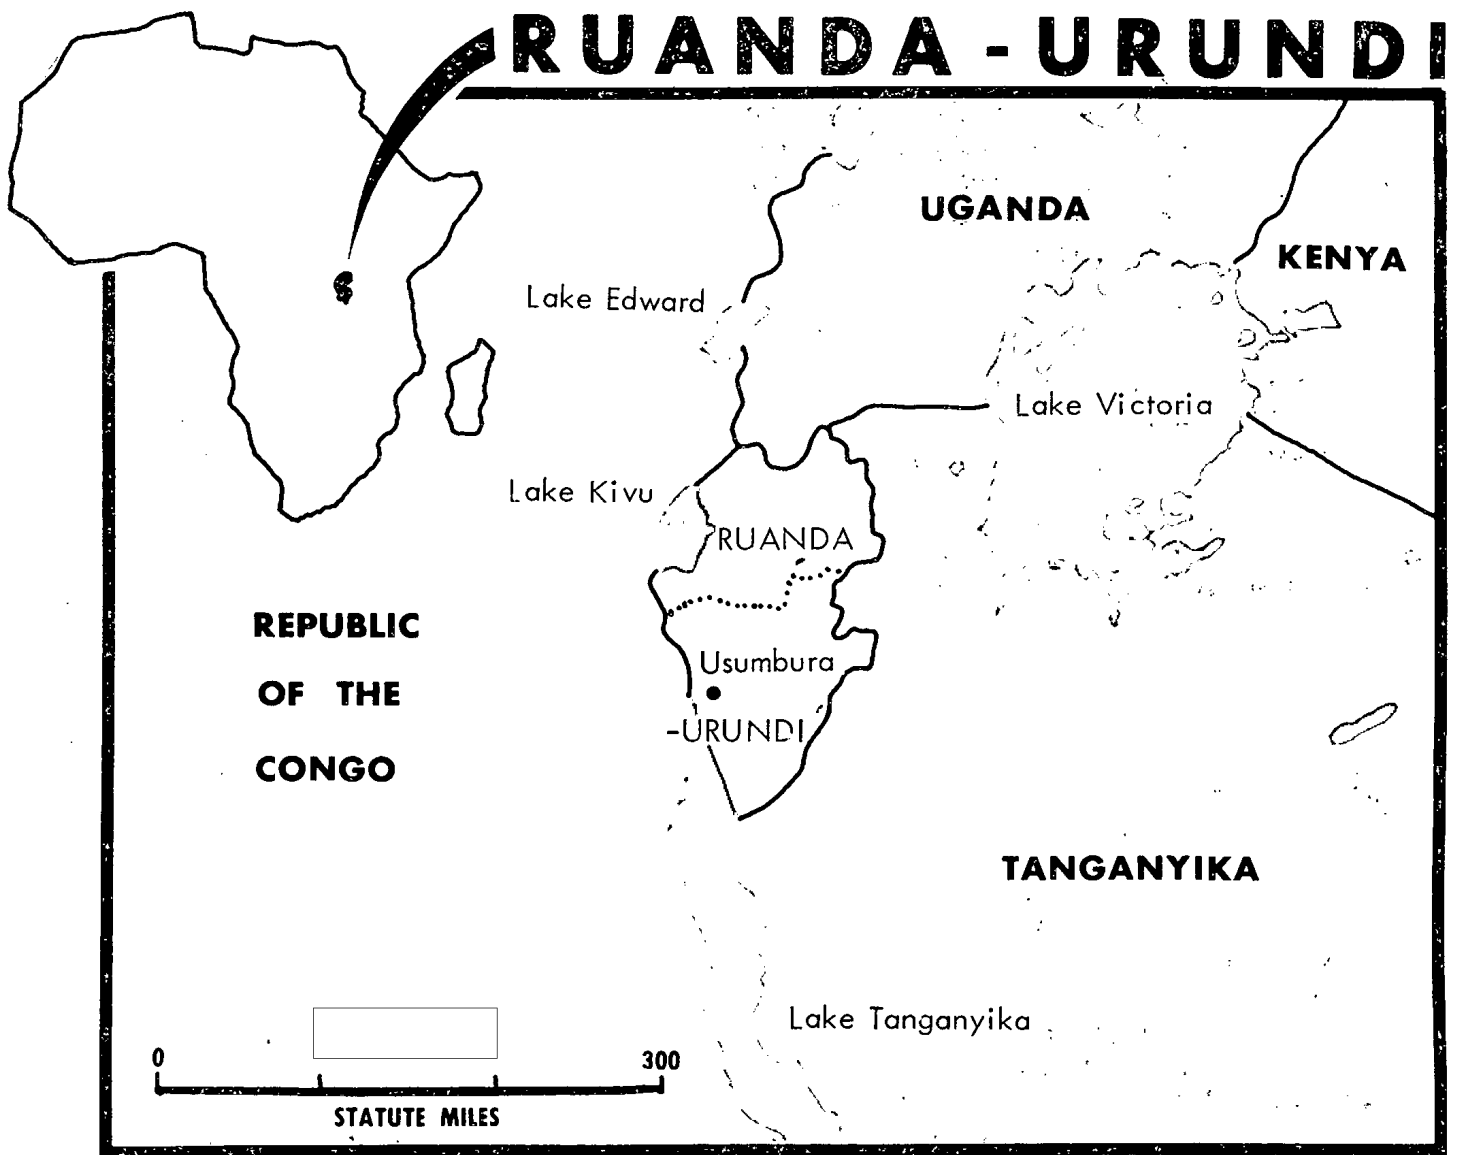 RUANDA - URUNDI
UGANDA
KENYA
Lake Edward
Lake Victoria
Lake Kivu
RUANDA
REPUBLIC
OF THE
CONGO
Usumbura
-URUNDI
TANGANYIKA
Lake Tanganyika
0
300
STATUTE MILES